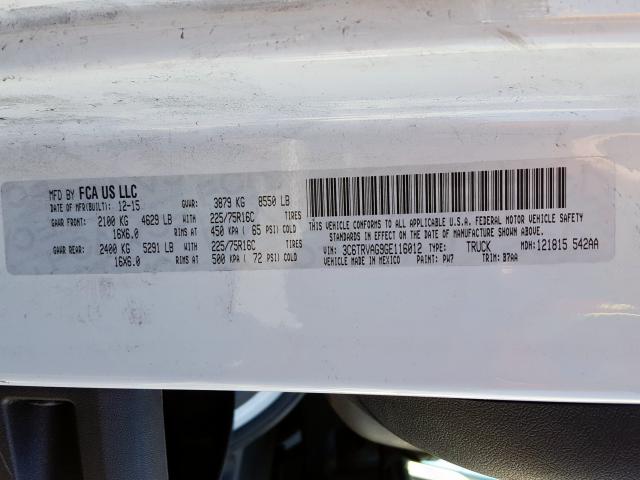 MFD BY FCA US LLC
DATE OF MFR(BUILT): 12-15 GVWR: 3879 KG 8550 LB
GAWR FRONT: 2100 KG 4629 LB WITH 225/75R16C TIRES
16X6.0 RIMS AT 450 KPA ( 65 PSI) COLD
GAWR REAR: 2400 KG 5291 LB WITH 225/75R16C TIRES
16X6.0 RIMS AT 500 KPA ( 72 PSI) COLD
THIS VEHICLE CONFORMS TO ALL APPLICABLE U.S.A. FEDERAL MOTOR VEHICLE SAFETY
STANDARDS IN EFFECT ON THE DATE OF MANUFACTURE SHOWN ABOVE
VIN: 3C6TRVAG9GE116012 TYPE: TRUCK MDH:121815 542AA
VEHICLE MADE IN MEXICO PAINT: PW7 TRIM: B7AA